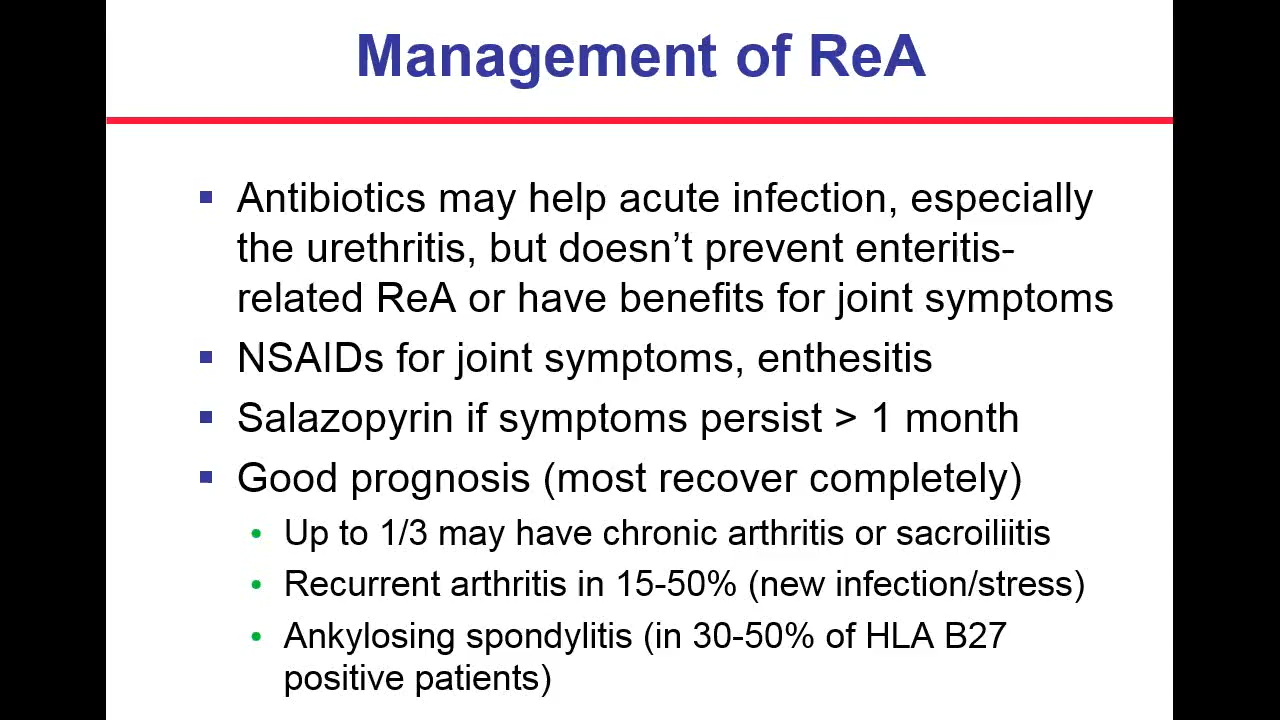 Management of ReA
▪ Antibiotics may help acute infection, especially
the urethritis, but doesn’t prevent enteritis-
related ReA or have benefits for joint symptoms
▪ NSAIDs for joint symptoms, enthesitis
▪ Salazopyrin if symptoms persist > 1 month
▪ Good prognosis (most recover completely)
• Up to 1/3 may have chronic arthritis or sacroiliitis
• Recurrent arthritis in 15-50% (new infection/stress)
• Ankylosing spondylitis (in 30-50% of HLA B27
positive patients)